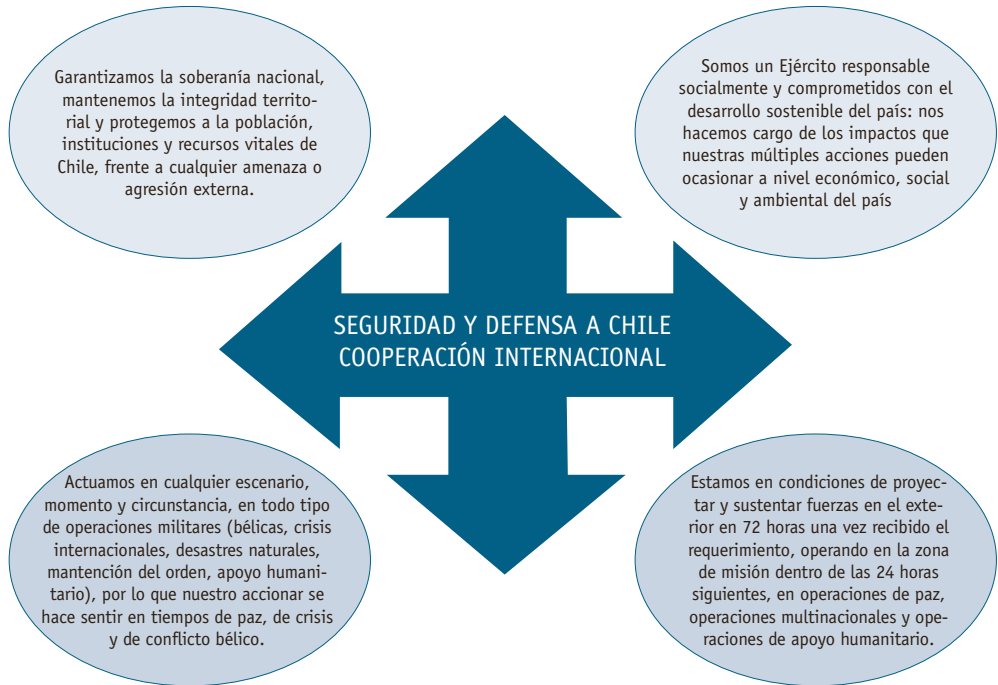 Garantizamos la soberanía nacional,
mantenemos la integridad territo-
rial y protegemos a la población,
instituciones y recursos vitales de
Chile, frente a cualquier amenaza o
agresión externa.
Somos un Ejército responsable
socialmente y comprometidos con el
desarrollo sostenible del país: nos
hacemos cargo de los impactos que
nuestras múltiples acciones pueden
ocasionar a nivel económico, social
y ambiental del país
SEGURIDAD Y DEFENSA A CHILE
COOPERACIÓN INTERNACIONAL
Actuamos en cualquier escenario,
momento y circunstancia, en todo tipo
de operaciones militares (bélicas, crisis
internacionales, desastres naturales,
mantención del orden, apoyo humani-
tario), por lo que nuestro accionar se
hace sentir en tiempos de paz, de crisis
y de conflicto bélico.
Estamos en condiciones de proyec-
tar y sustentar fuerzas en el exte-
rior en 72 horas una vez recibido el
requerimiento, operando en la zona
de misión dentro de las 24 horas
siguientes, en operaciones de paz,
operaciones multinacionales y ope-
raciones de apoyo humanitario.